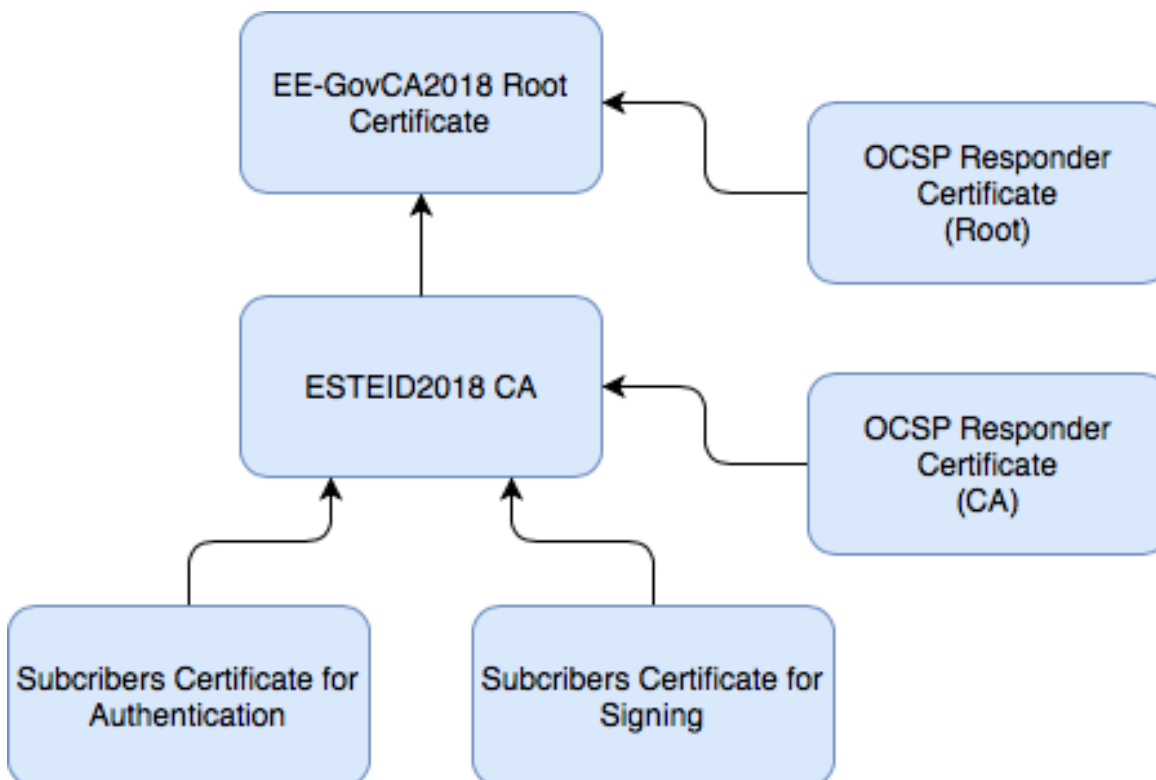 EE-GovCA2018 Root
Certificate
OCSP Responder
Certificate
(Root)
ESTEID2018 CA
OCSP Responder
Certificate
(CA)
Subcribers Certificate for
Authentication
Subcribers Certificate for
Signing